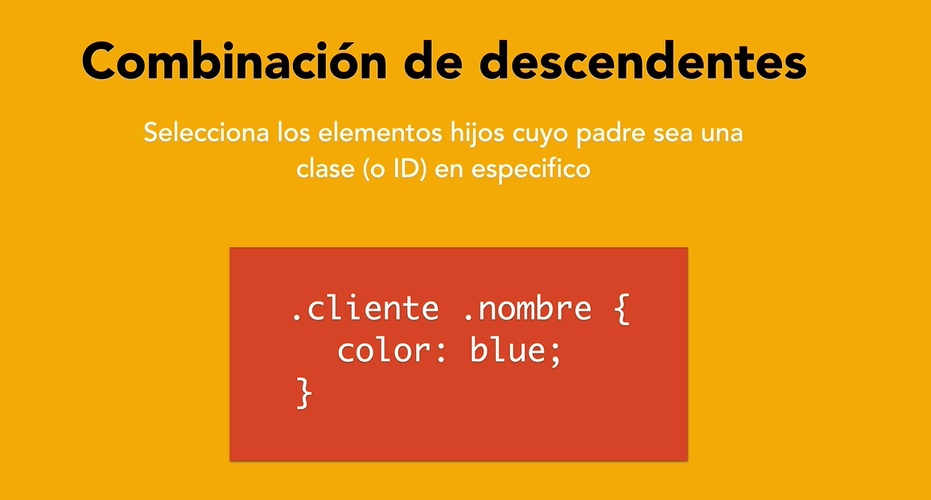 Combinación de descendentes
Selecciona los elementos hijos cuyo padre sea una
clase (o ID) en especifico
.cliente .nombre {
color: blue;
}